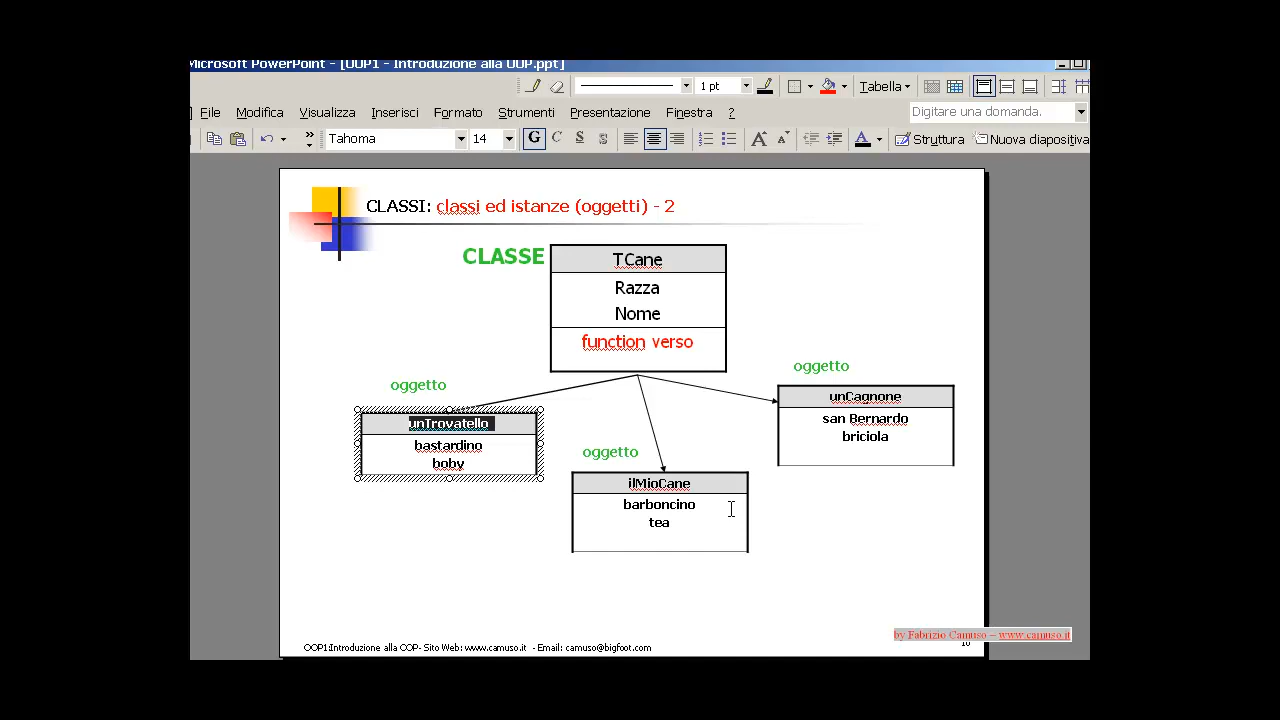 Microsoft PowerPoint - [OOP1 - Introduzione alla OOP.ppt]
1 pt Tabella
File Modifica Visualizza Inserisci Formato Strumenti Presentazione Finestra ? Digitare una domanda.
Tahoma 14 G C S S Struttura Nuova diapositiva
CLASSI: classi ed istanze (oggetti) - 2
CLASSE
TCane
Razza
Nome
function verso
oggetto
unTrovatello
bastardino
boby
oggetto
ilMioCane
barboncino
tea
oggetto
unCagnone
san Bernardo
briciola
by Fabrizio Camuso – www.camuso.it
OOP1:Introduzione alla OOP- Sito Web: www.camuso.it - Email: camuso@bigfoot.com